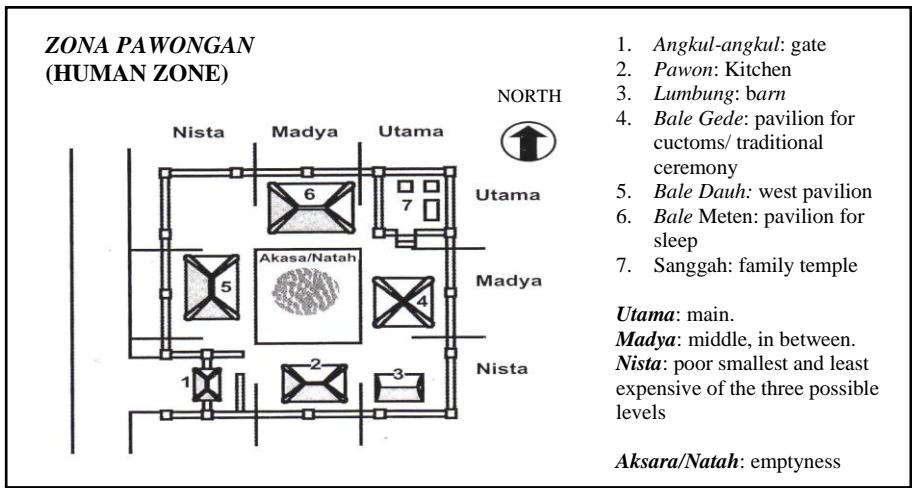 ZONA PAWONGAN
(HUMAN ZONE)
NORTH
Nista Madya Utama
Utama
Madya
Nista
6
7
Akasa/Natah
5
4
1
2
3
1. Angkul-angkul: gate
2. Pawon: Kitchen
3. Lumbung: barn
4. Bale Gede: pavilion for
cuctoms/ traditional
ceremony
5. Bale Dauh: west pavilion
6. Bale Meten: pavilion for
sleep
7. Sanggah: family temple
Utama: main.
Madya: middle, in between.
Nista: poor smallest and least
expensive of the three possible
levels
Aksara/Natah: emptyness